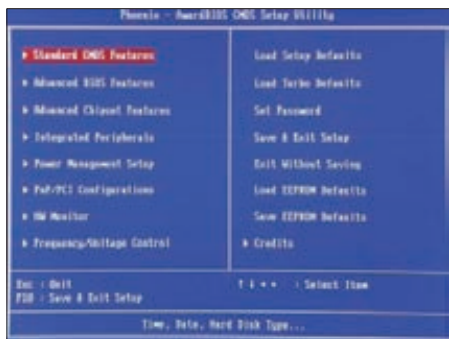 Phoenix - AwardBIOS CMOS Setup Utility
▶ Standard CMOS Features
▶ Advanced BIOS Features
▶ Advanced Chipset Features
▶ Integrated Peripherals
▶ Power Management Setup
▶ PnP/PCI Configurations
▶ HW Monitor
▶ Frequency/Voltage Control
Load Setup Defaults
Load Turbo Defaults
Set Password
Save & Exit Setup
Exit Without Saving
Load EEPROM Defaults
Save EEPROM Defaults
▶ Credits
Esc : Quit
F10 : Save & Exit Setup
↑ ↓ → ← : Select Item
Time, Date, Hard Disk Type...